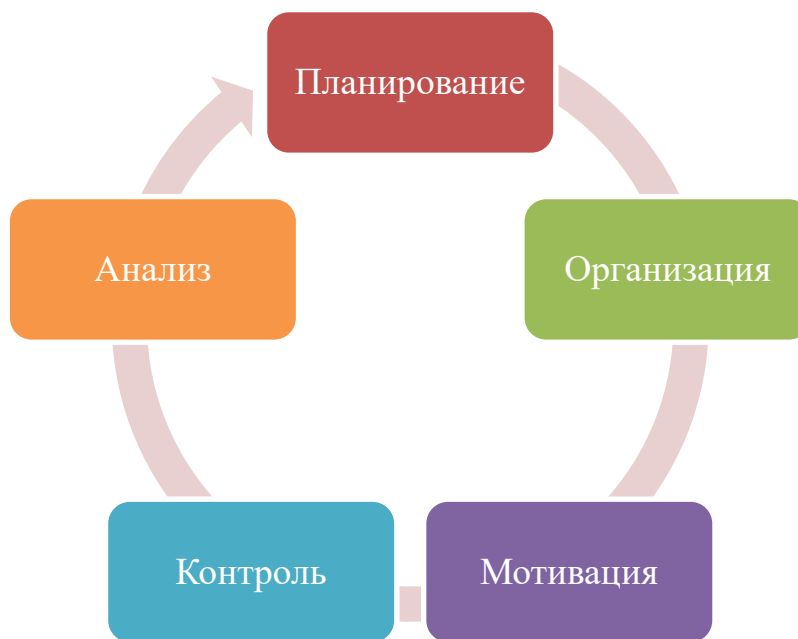 Планирование
Организация
Мотивация
Контроль
Анализ